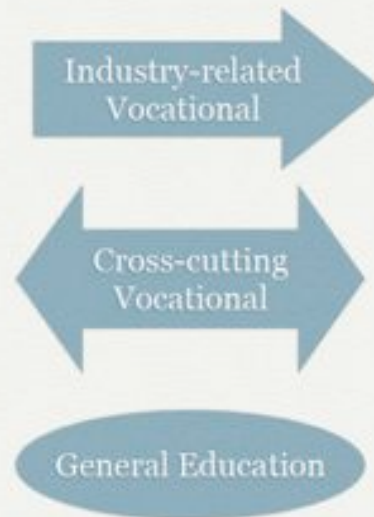 Industry-related
Vocational
Cross-cutting
Vocational
General Education